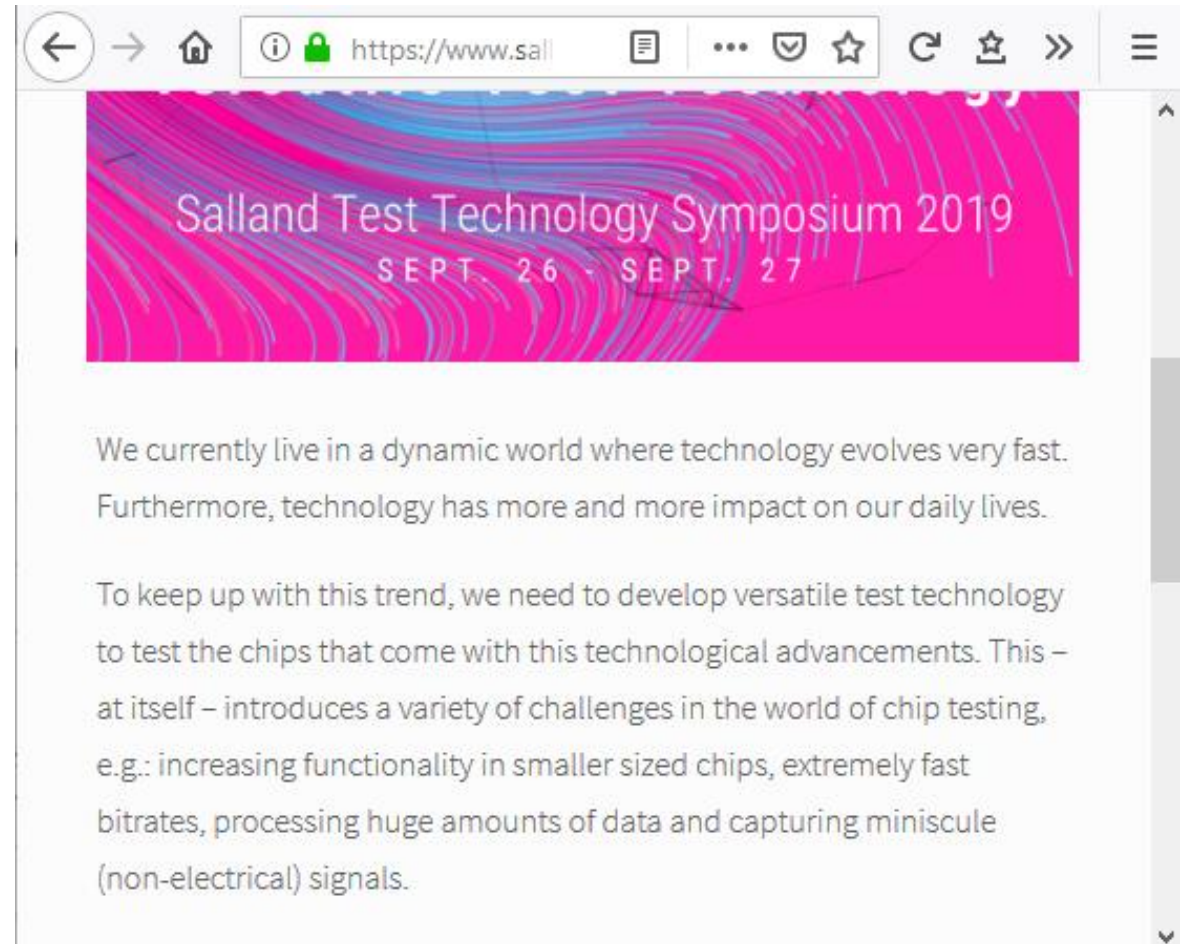 https://www.sall
Technology
Salland Test Technology Symposium 2019
SEPT. 26 - SEPT. 27
We currently live in a dynamic world where technology evolves very fast.
Furthermore, technology has more and more impact on our daily lives.
To keep up with this trend, we need to develop versatile test technology
to test the chips that come with this technological advancements. This –
at itself – introduces a variety of challenges in the world of chip testing,
e.g.: increasing functionality in smaller sized chips, extremely fast
bitrates, processing huge amounts of data and capturing miniscule
(non-electrical) signals.